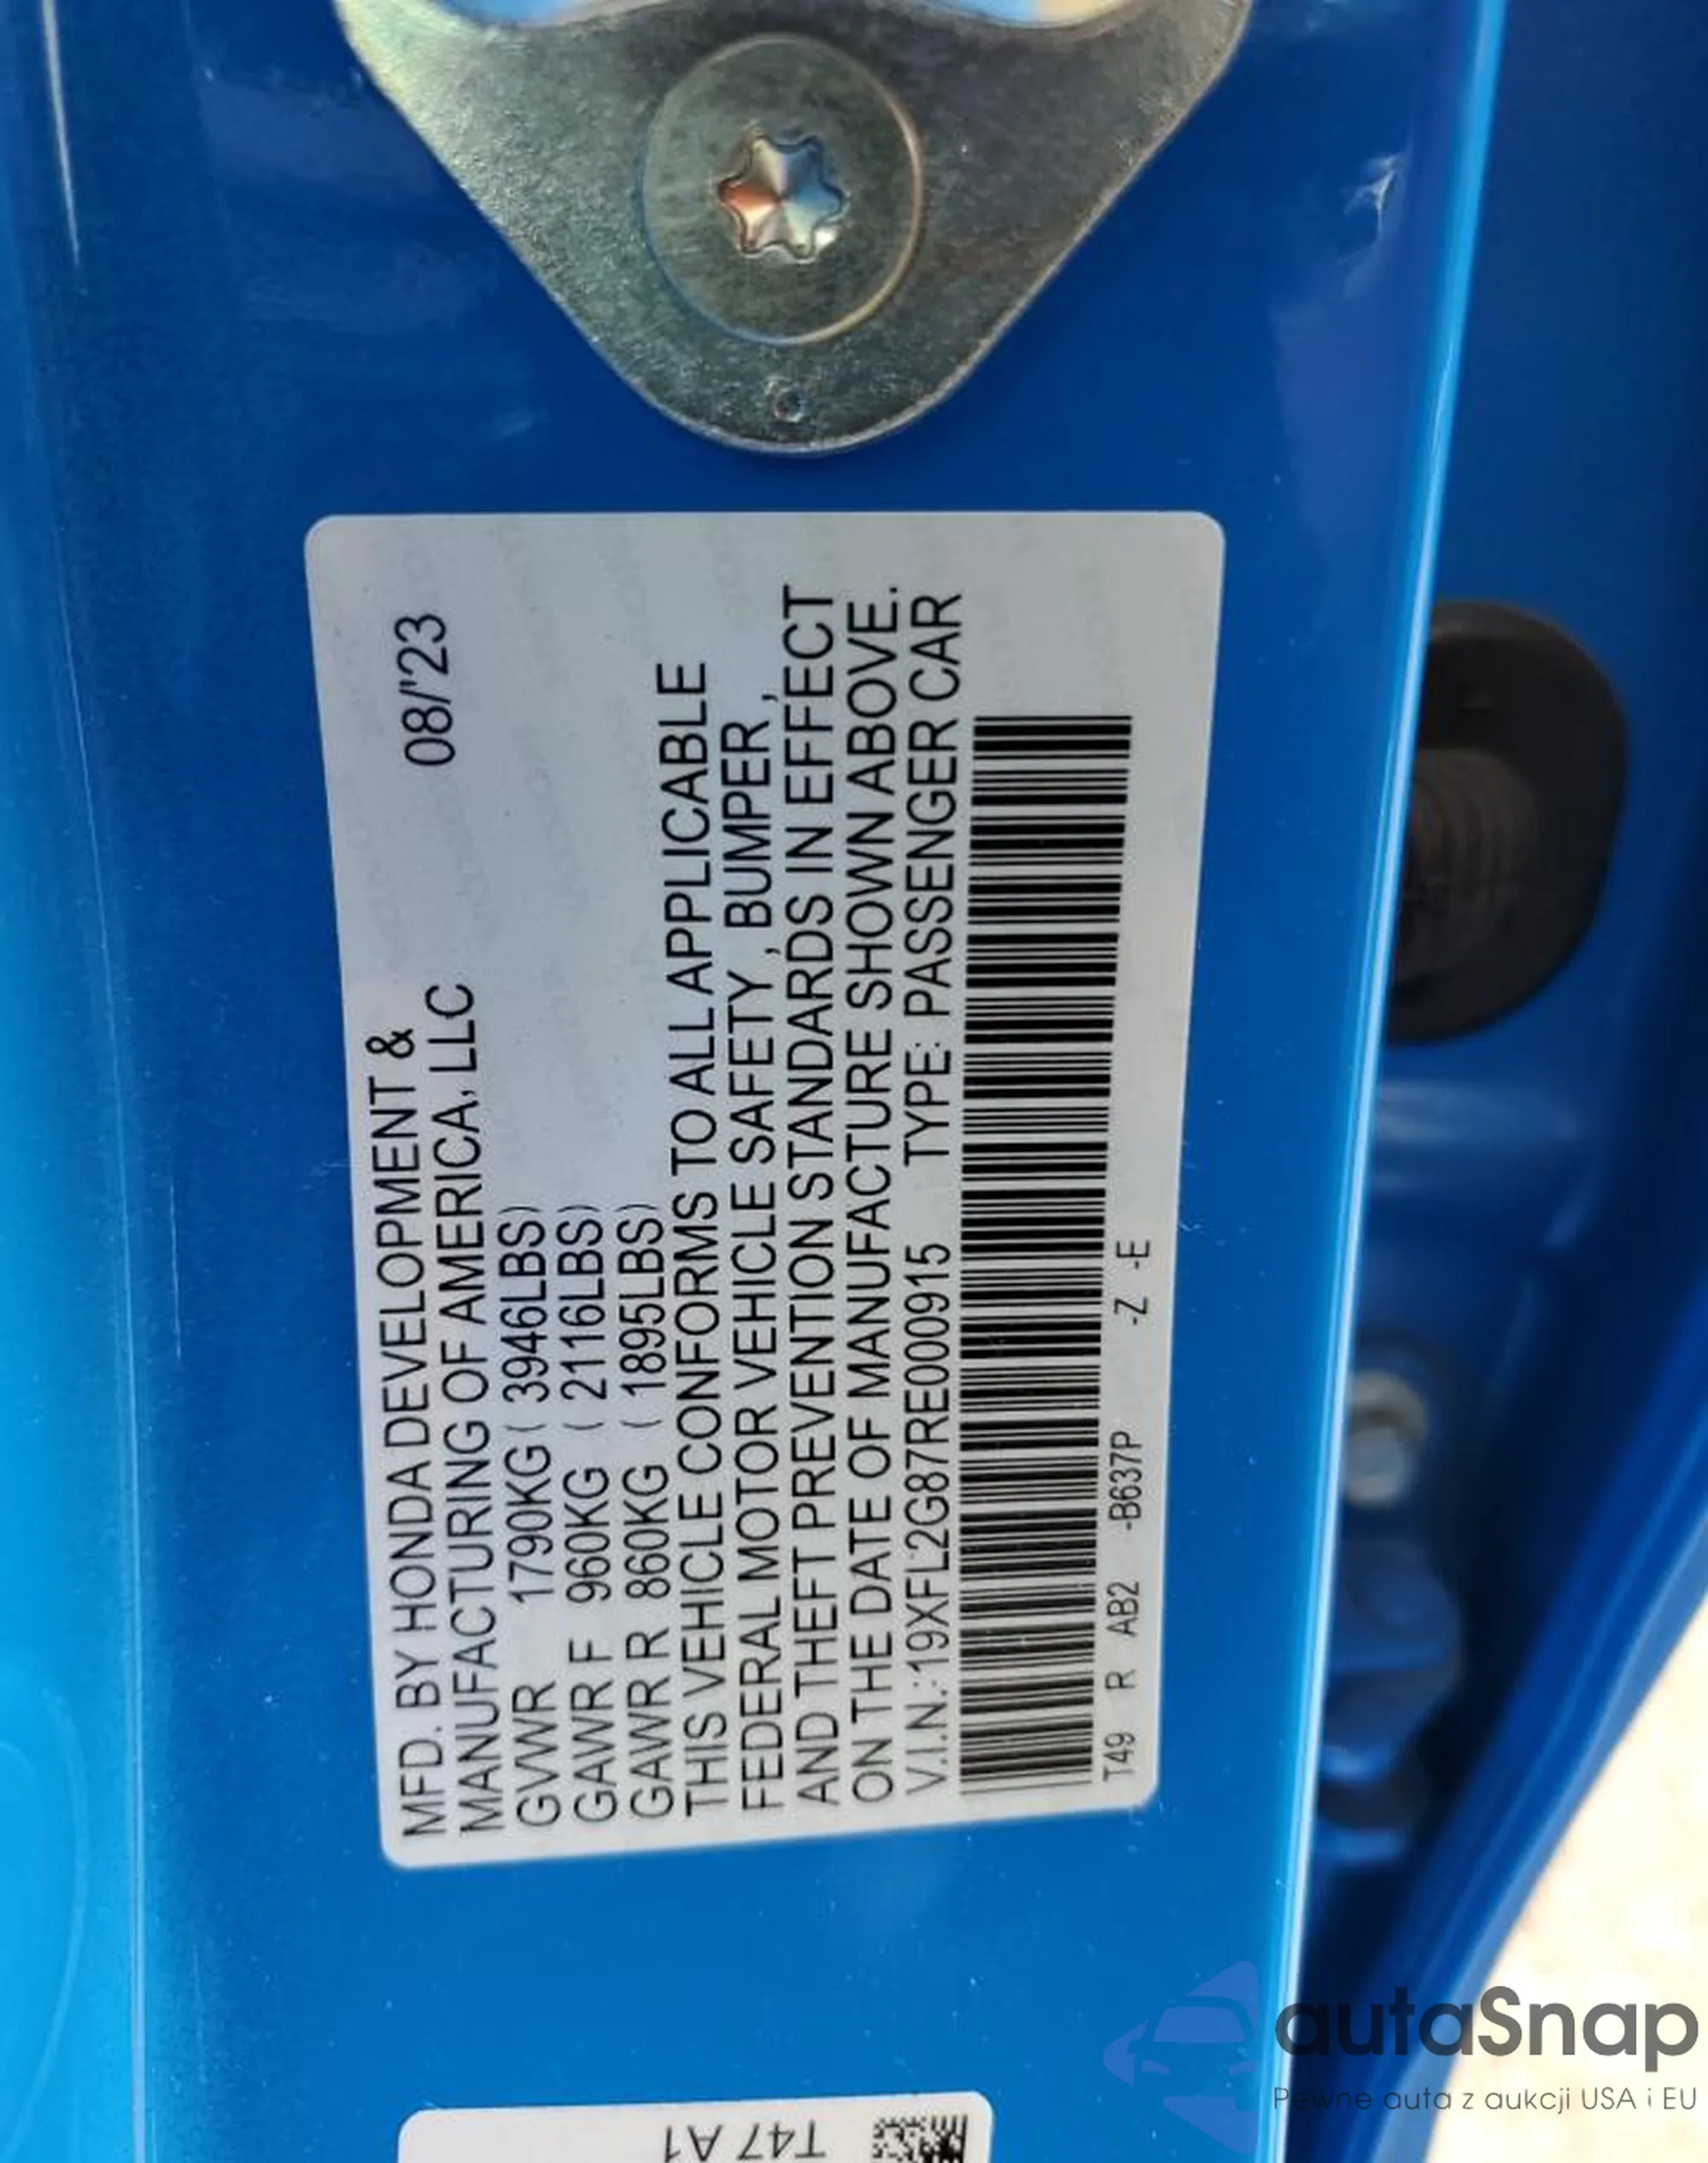 MFD. BY HONDA DEVELOPMENT &
MANUFACTURING OF AMERICA, LLC 08/'23
GVWR 1790KG ( 3946LBS)
GAWR F 960KG ( 2116LBS)
GAWR R 860KG ( 1895LBS)
THIS VEHICLE CONFORMS TO ALL APPLICABLE
FEDERAL MOTOR VEHICLE SAFETY , BUMPER ,
AND THEFT PREVENTION STANDARDS IN EFFECT
ON THE DATE OF MANUFACTURE SHOWN ABOVE.
V.I.N.:19XFL2G87RE000915 TYPE: PASSENGER CAR
T49 R AB2 -B637P -Z -E
T47 A1
autaSnap
Pewne auta z aukcji USA i EU